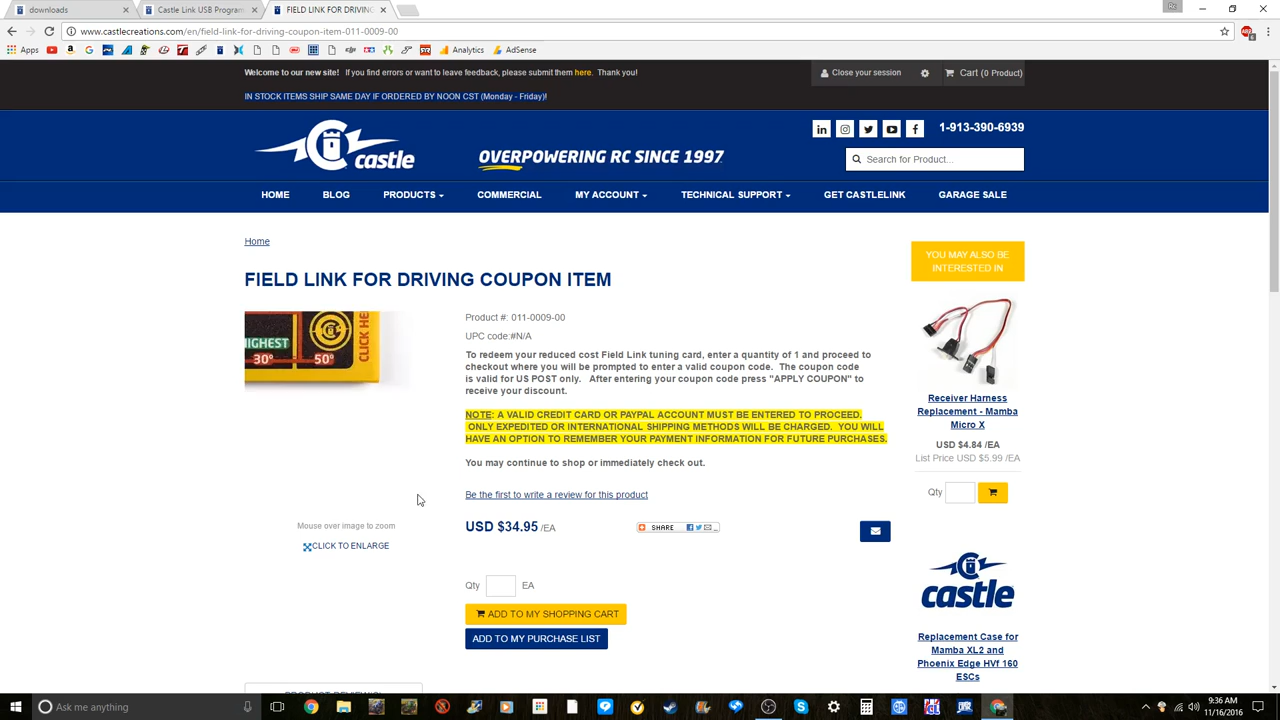 downloads
Castle Link USB Program
FIELD LINK FOR DRIVING
www.castlecreations.com/en/field-link-for-driving-coupon-item-011-0009-00
Apps
Analytics
AdSense
Welcome to our new site! If you find errors or want to leave feedback, please submit them here. Thank you!
Close your session
Cart (0 Product)
IN STOCK ITEMS SHIP SAME DAY IF ORDERED BY NOON CST (Monday - Friday)!
castle
OVERPOWERING RC SINCE 1997
1-913-390-6939
Search for Product...
HOME
BLOG
PRODUCTS
COMMERCIAL
MY ACCOUNT
TECHNICAL SUPPORT
GET CASTLELINK
GARAGE SALE
Home
FIELD LINK FOR DRIVING COUPON ITEM
HIGHEST
30°
50°
CLICK HE
Mouse over image to zoom
CLICK TO ENLARGE
Product #: 011-0009-00
UPC code:#N/A
To redeem your reduced cost Field Link tuning card, enter a quantity of 1 and proceed to
checkout where you will be prompted to enter a valid coupon code. The coupon code
is valid for US POST only. After entering your coupon code press "APPLY COUPON" to
receive your discount.
NOTE: A VALID CREDIT CARD OR PAYPAL ACCOUNT MUST BE ENTERED TO PROCEED.
ONLY EXPEDITED OR INTERNATIONAL SHIPPING METHODS WILL BE CHARGED. YOU WILL
HAVE AN OPTION TO REMEMBER YOUR PAYMENT INFORMATION FOR FUTURE PURCHASES.
You may continue to shop or immediately check out.
Be the first to write a review for this product
USD $34.95 /EA
SHARE
Qty
EA
ADD TO MY SHOPPING CART
ADD TO MY PURCHASE LIST
YOU MAY ALSO BE
INTERESTED IN
Receiver Harness
Replacement - Mamba
Micro X
USD $4.84 /EA
List Price USD $5.99 /EA
Qty
castle
Replacement Case for
Mamba XL2 and
Phoenix Edge HVf 160
ESCs
Ask me anything
9:36 AM
11/16/2016